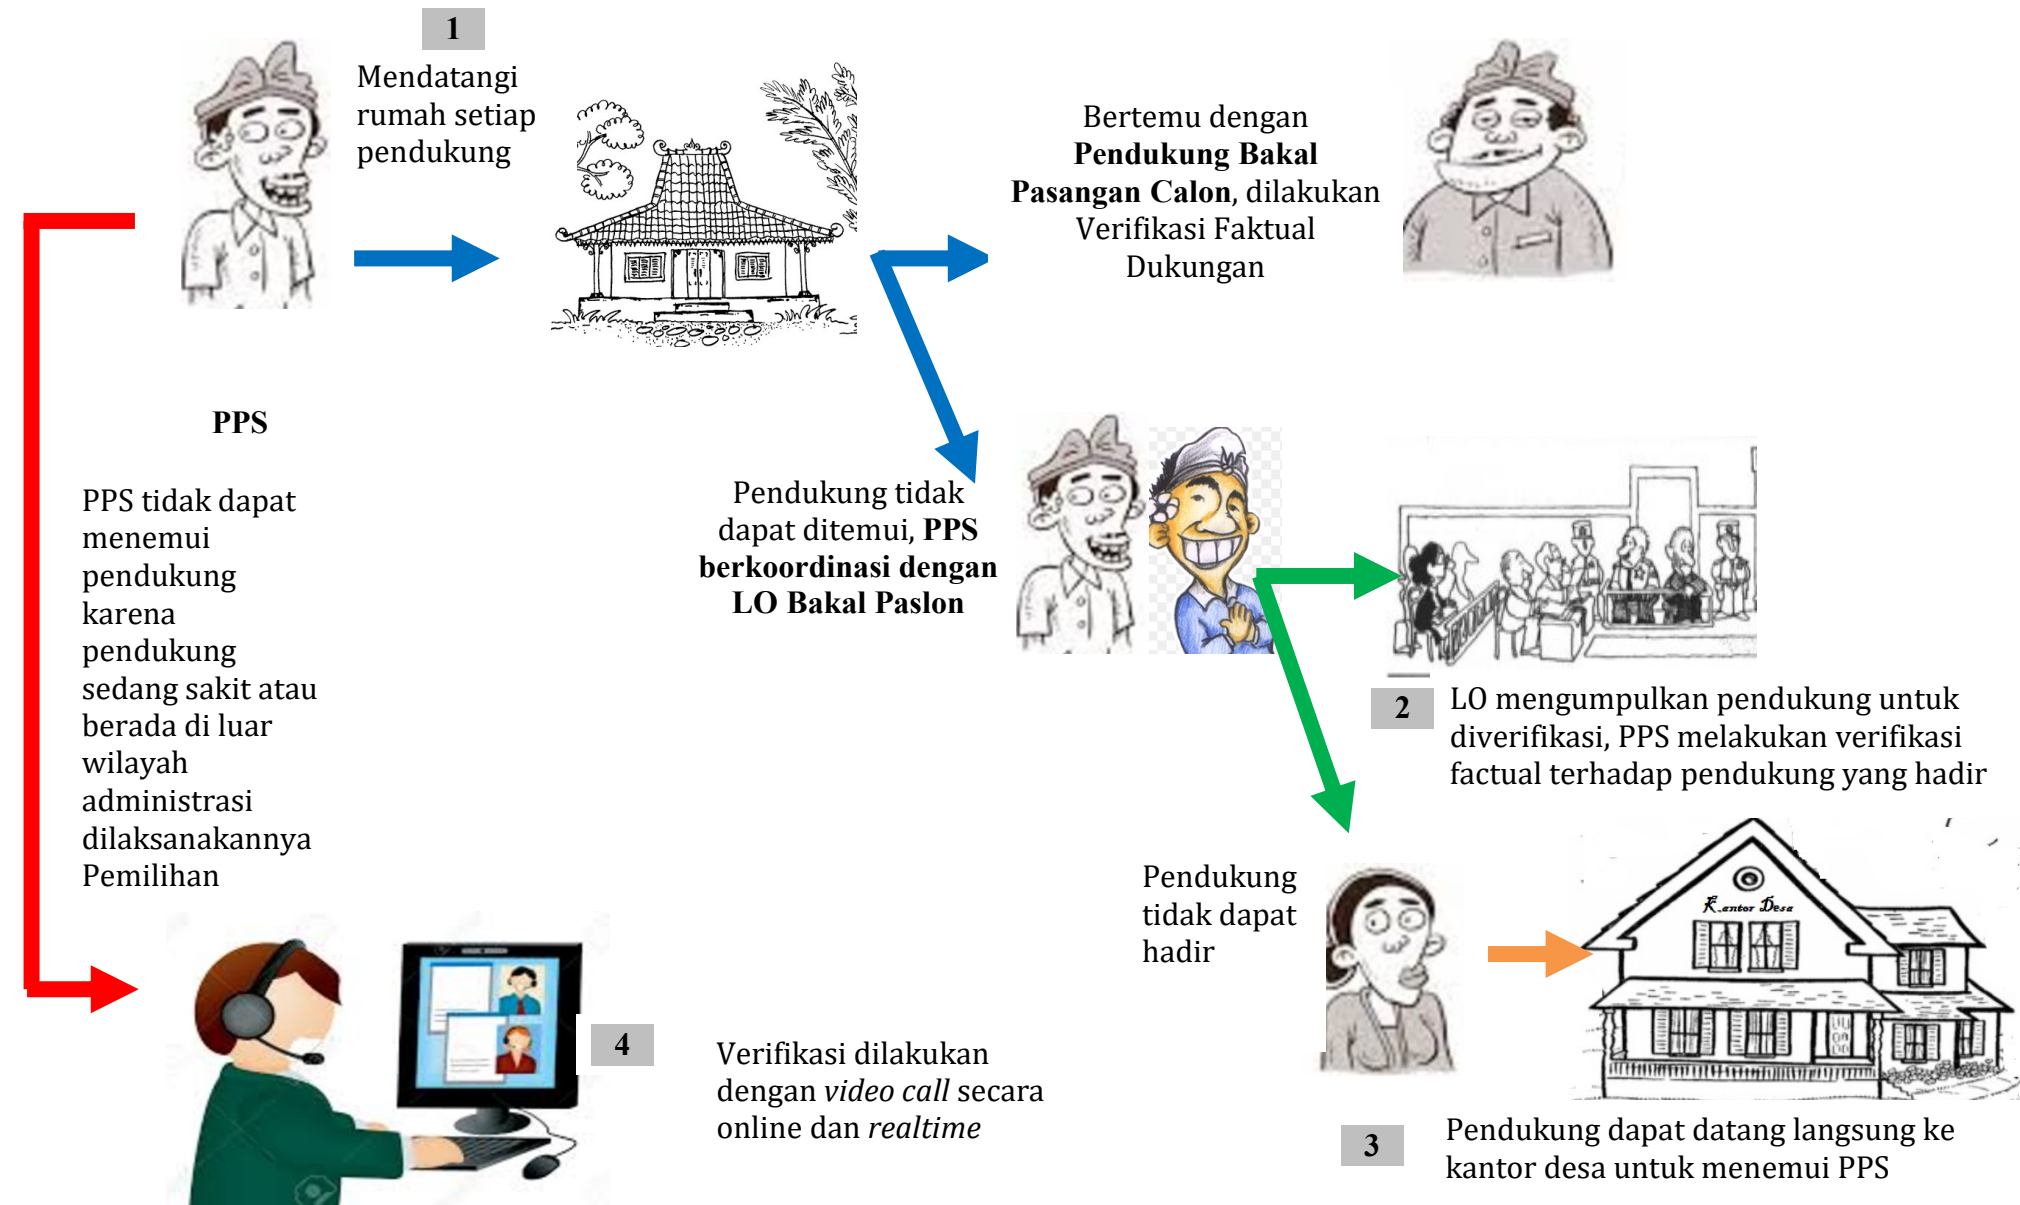 1
Mendatangi
rumah setiap
pendukung
Bertemu dengan
Pendukung Bakal
Pasangan Calon, dilakukan
Verifikasi Faktual
Dukungan
PPS
PPS tidak dapat
menemui
pendukung
karena
pendukung
sedang sakit atau
berada di luar
wilayah
administrasi
dilaksanakannya
Pemilihan
Pendukung tidak
dapat ditemui, PPS
berkoordinasi dengan
LO Bakal Paslon
2
LO mengumpulkan pendukung untuk
diverifikasi, PPS melakukan verifikasi
factual terhadap pendukung yang hadir
Pendukung
tidak dapat
hadir
Kantor Desa
3
Pendukung dapat datang langsung ke
kantor desa untuk menemui PPS
4
Verifikasi dilakukan
dengan video call secara
online dan realtime